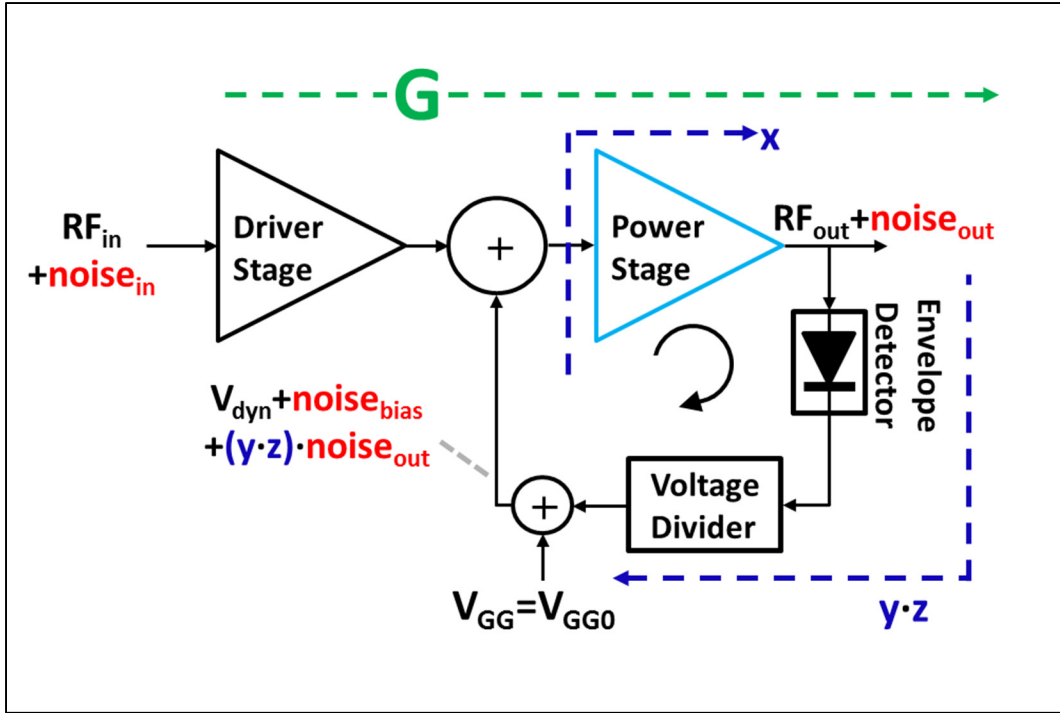 G
x
RFin
+noisein
Driver
Stage
+
Power
Stage
RFout+noiseout
Envelope
Detector
Vdyn+noisebias
+(y·z)·noiseout
+
Voltage
Divider
VGG=VGG0
y·z